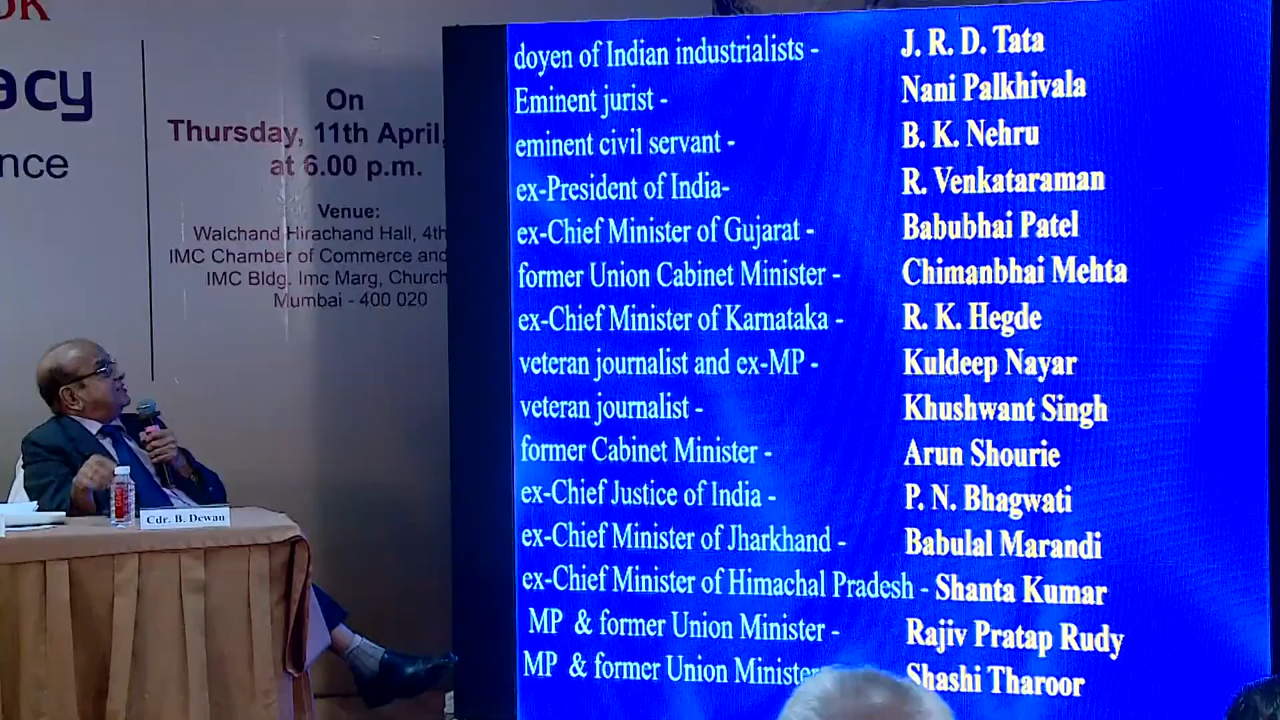 OK
acy
nce
On
Thursday, 11th April,
at 6.00 p.m.
Venue:
Walchand Hirachand Hall, 4th
IMC Chamber of Commerce and
IMC Bldg. Imc Marg, Church
Mumbai - 400 020
Cdr. B. Dewan
doyen of Indian industrialists - J. R. D. Tata
Eminent jurist - Nani Palkhivala
eminent civil servant - B. K. Nehru
ex-President of India- R. Venkataraman
ex-Chief Minister of Gujarat - Babubhai Patel
former Union Cabinet Minister - Chimanbhai Mehta
ex-Chief Minister of Karnataka - R. K. Hegde
veteran journalist and ex-MP - Kuldeep Nayar
veteran journalist - Khushwant Singh
former Cabinet Minister - Arun Shourie
ex-Chief Justice of India - P. N. Bhagwati
ex-Chief Minister of Jharkhand - Babulal Marandi
ex-Chief Minister of Himachal Pradesh - Shanta Kumar
MP & former Union Minister - Rajiv Pratap Rudy
MP & former Union Minister Shashi Tharoor